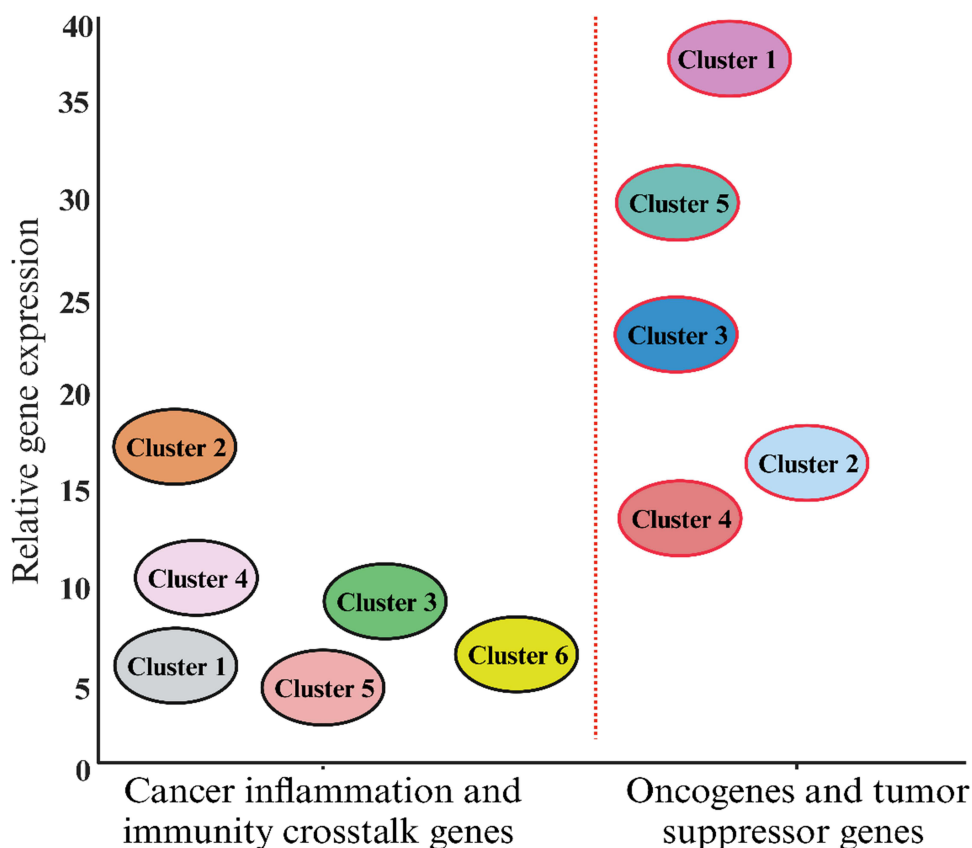 Relative gene expression
40
35
30
25
20
15
10
5
0
Cluster 1
Cluster 5
Cluster 3
Cluster 2
Cluster 2
Cluster 4
Cluster 4
Cluster 3
Cluster 6
Cluster 1
Cluster 5
Cancer inflammation and
immunity crosstalk genes
Oncogenes and tumor
suppressor genes